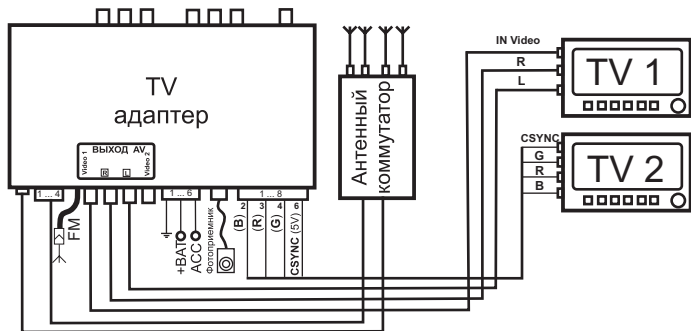 TV
адаптер
ВЫХОД AV
Video 1
R
L
Video 2
1 ... 4
1 ... 6
1 ... 8
FM
+BAT
ACC
Фотоприемник
(B) 2
(R) 3
(G) 4
CSYNC (5V) 6
Антенный
коммутатор
IN Video
R
L
TV 1
CSYNC
G
R
B
TV 2